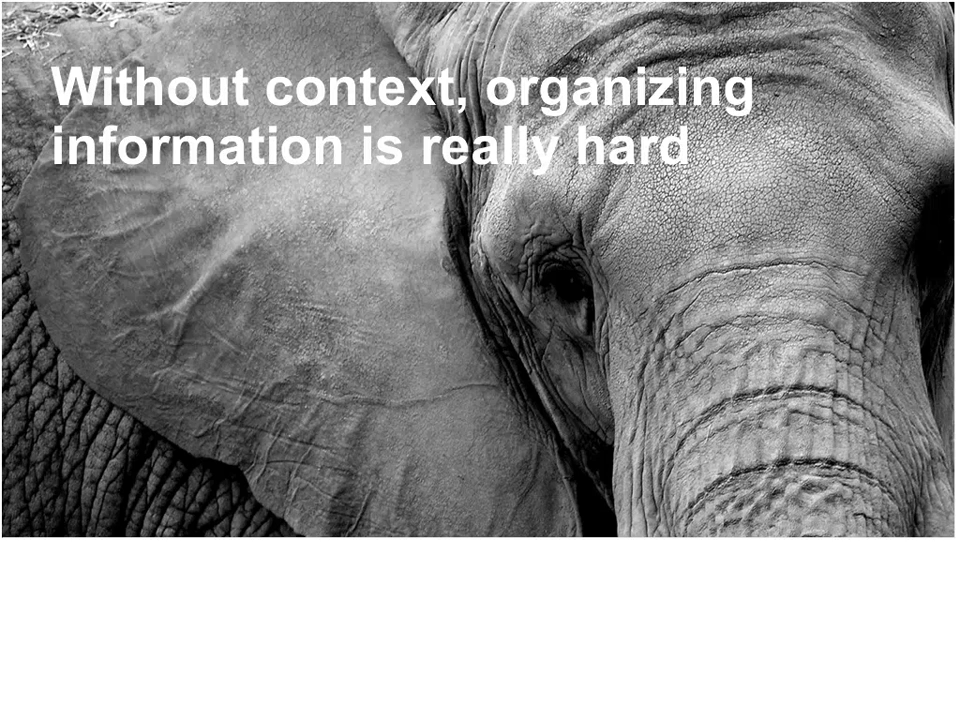 Without context, organizing
information is really hard